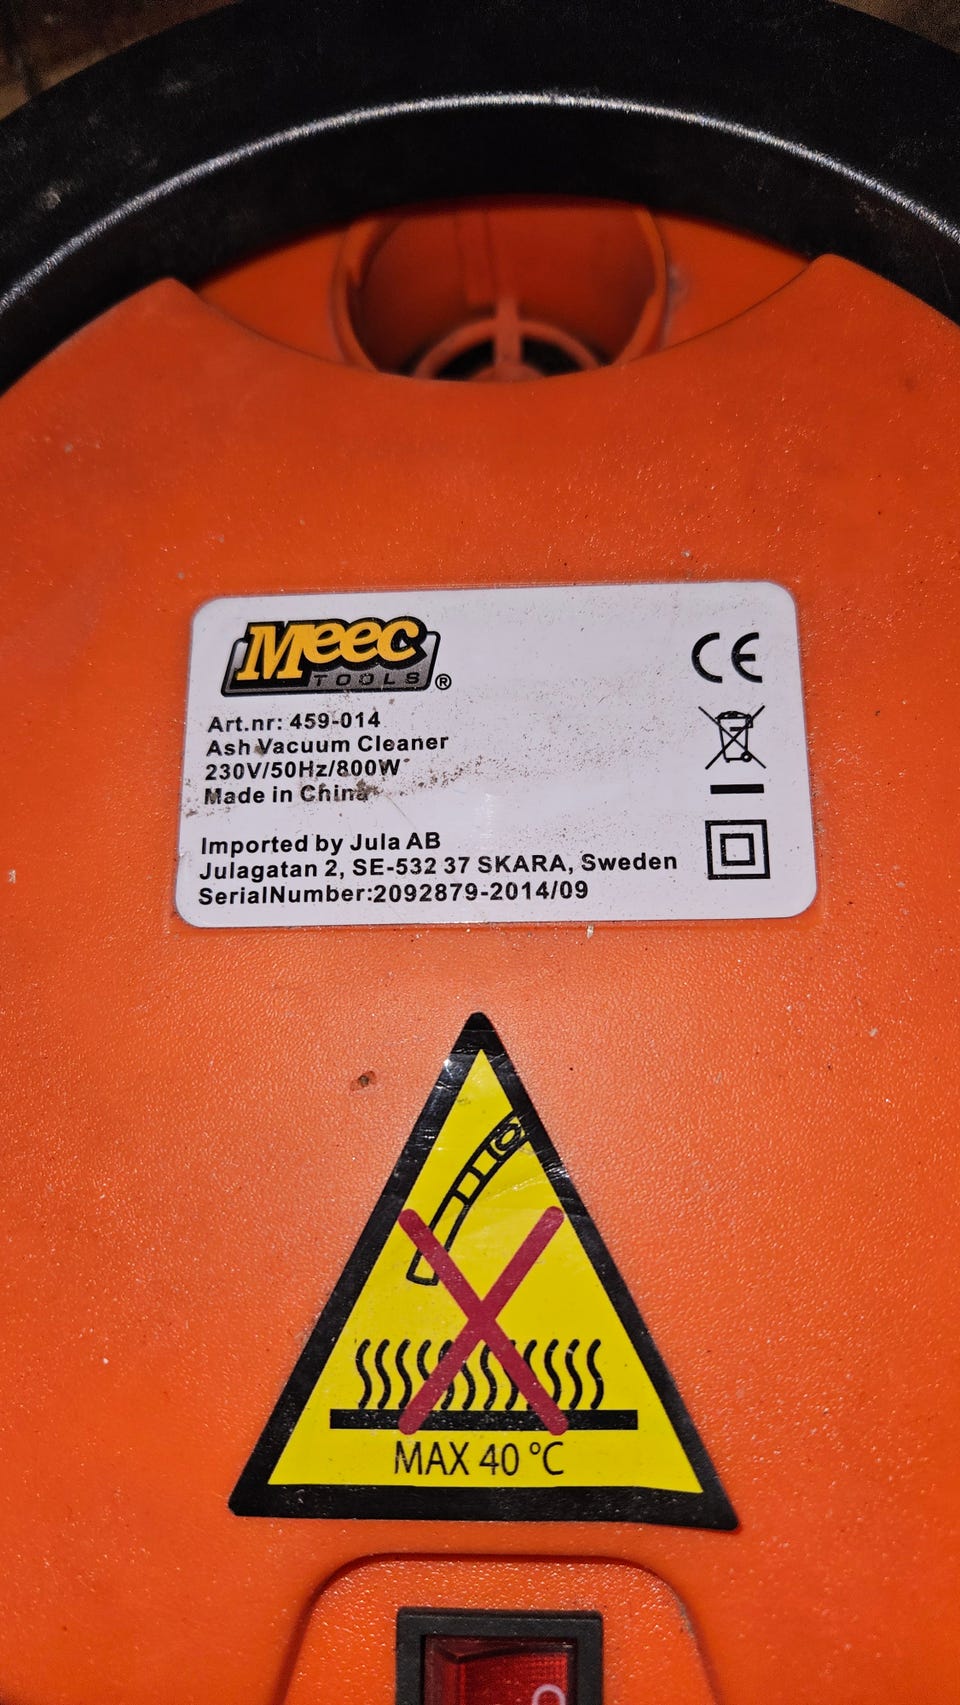 Meec
TOOLS ®
CE
Art.nr: 459-014
Ash Vacuum Cleaner
230V/50Hz/800W
Made in China
Imported by Jula AB
Julagatan 2, SE-532 37 SKARA, Sweden
SerialNumber:2092879-2014/09
MAX 40 °C